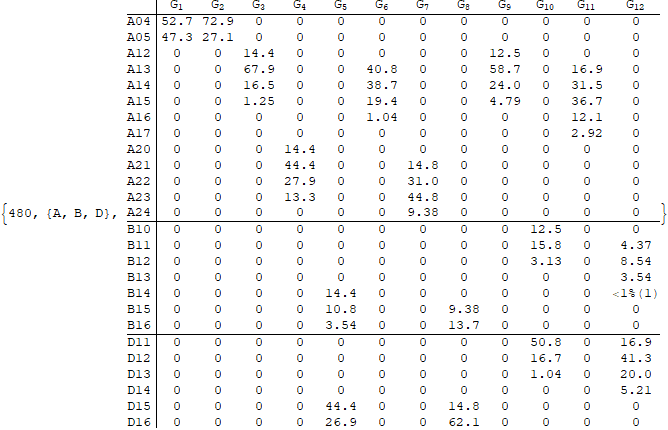 G1 G2 G3 G4 G5 G6 G7 G8 G9 G10 G11 G12
A04 52.7 72.9 0 0 0 0 0 0 0 0 0 0
A05 47.3 27.1 0 0 0 0 0 0 0 0 0 0
A12 0 0 14.4 0 0 0 0 0 12.5 0 0 0
A13 0 0 67.9 0 0 40.8 0 0 58.7 0 16.9 0
A14 0 0 16.5 0 0 38.7 0 0 24.0 0 31.5 0
A15 0 0 1.25 0 0 19.4 0 0 4.79 0 36.7 0
A16 0 0 0 0 0 1.04 0 0 0 0 12.1 0
A17 0 0 0 0 0 0 0 0 0 0 2.92 0
A20 0 0 0 14.4 0 0 0 0 0 0 0 0
A21 0 0 0 44.4 0 0 14.8 0 0 0 0 0
A22 0 0 0 27.9 0 0 31.0 0 0 0 0 0
A23 0 0 0 13.3 0 0 44.8 0 0 0 0 0
{480, {A, B, D}, A24 0 0 0 0 0 0 9.38 0 0 0 0 0 }
B10 0 0 0 0 0 0 0 0 0 12.5 0 0
B11 0 0 0 0 0 0 0 0 0 15.8 0 4.37
B12 0 0 0 0 0 0 0 0 0 3.13 0 8.54
B13 0 0 0 0 0 0 0 0 0 0 0 3.54
B14 0 0 0 0 14.4 0 0 0 0 0 0 <1%(1)
B15 0 0 0 0 10.8 0 0 9.38 0 0 0 0
B16 0 0 0 0 3.54 0 0 13.7 0 0 0 0
D11 0 0 0 0 0 0 0 0 0 50.8 0 16.9
D12 0 0 0 0 0 0 0 0 0 16.7 0 41.3
D13 0 0 0 0 0 0 0 0 0 1.04 0 20.0
D14 0 0 0 0 0 0 0 0 0 0 0 5.21
D15 0 0 0 0 44.4 0 0 14.8 0 0 0 0
D16 0 0 0 0 26.9 0 0 62.1 0 0 0 0